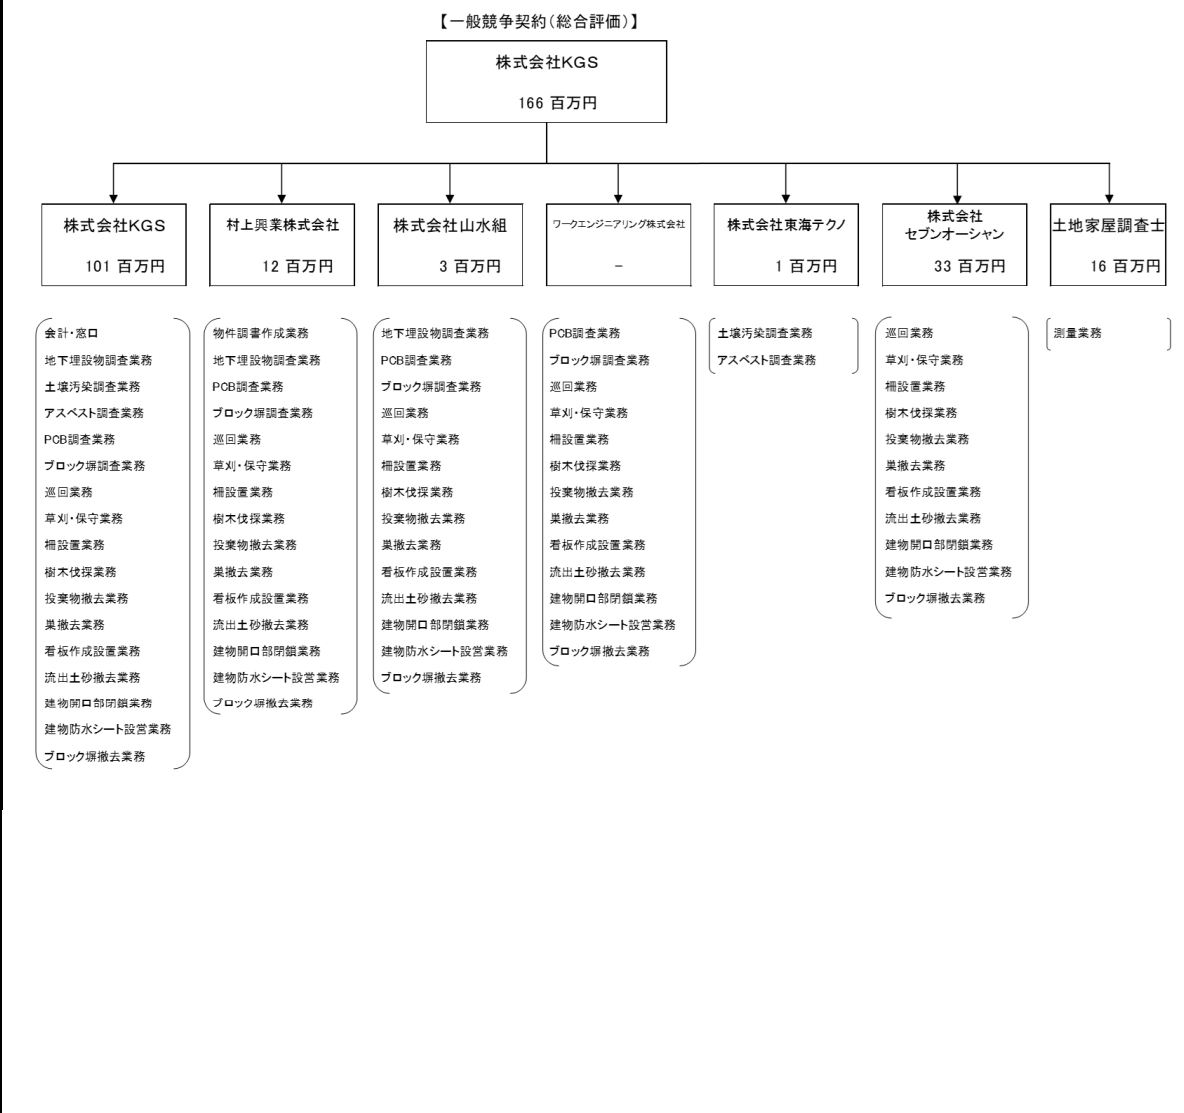 【一般競争契約(総合評価)】
株式会社KGS
166 百万円
株式会社KGS
101 百万円
村上興業株式会社
12 百万円
株式会社山水組
3 百万円
ワークエンジニアリング株式会社
－
株式会社東海テクノ
1 百万円
株式会社
セブンオーシャン
33 百万円
土地家屋調査士
16 百万円
会計・窓口
地下埋設物調査業務
土壌汚染調査業務
アスベスト調査業務
PCB調査業務
ブロック塀調査業務
巡回業務
草刈・保守業務
柵設置業務
樹木伐採業務
投棄物撤去業務
巣撤去業務
看板作成設置業務
流出土砂撤去業務
建物開口部閉鎖業務
建物防水シート設営業務
ブロック塀撤去業務
物件調書作成業務
地下埋設物調査業務
PCB調査業務
ブロック塀調査業務
巡回業務
草刈・保守業務
柵設置業務
樹木伐採業務
投棄物撤去業務
巣撤去業務
看板作成設置業務
流出土砂撤去業務
建物開口部閉鎖業務
建物防水シート設営業務
ブロック塀撤去業務
地下埋設物調査業務
PCB調査業務
ブロック塀調査業務
巡回業務
草刈・保守業務
柵設置業務
樹木伐採業務
投棄物撤去業務
巣撤去業務
看板作成設置業務
流出土砂撤去業務
建物開口部閉鎖業務
建物防水シート設営業務
ブロック塀撤去業務
PCB調査業務
ブロック塀調査業務
巡回業務
草刈・保守業務
柵設置業務
樹木伐採業務
投棄物撤去業務
巣撤去業務
看板作成設置業務
流出土砂撤去業務
建物開口部閉鎖業務
建物防水シート設営業務
ブロック塀撤去業務
土壌汚染調査業務
アスベスト調査業務
巡回業務
草刈・保守業務
柵設置業務
樹木伐採業務
投棄物撤去業務
巣撤去業務
看板作成設置業務
流出土砂撤去業務
建物開口部閉鎖業務
建物防水シート設営業務
ブロック塀撤去業務
測量業務